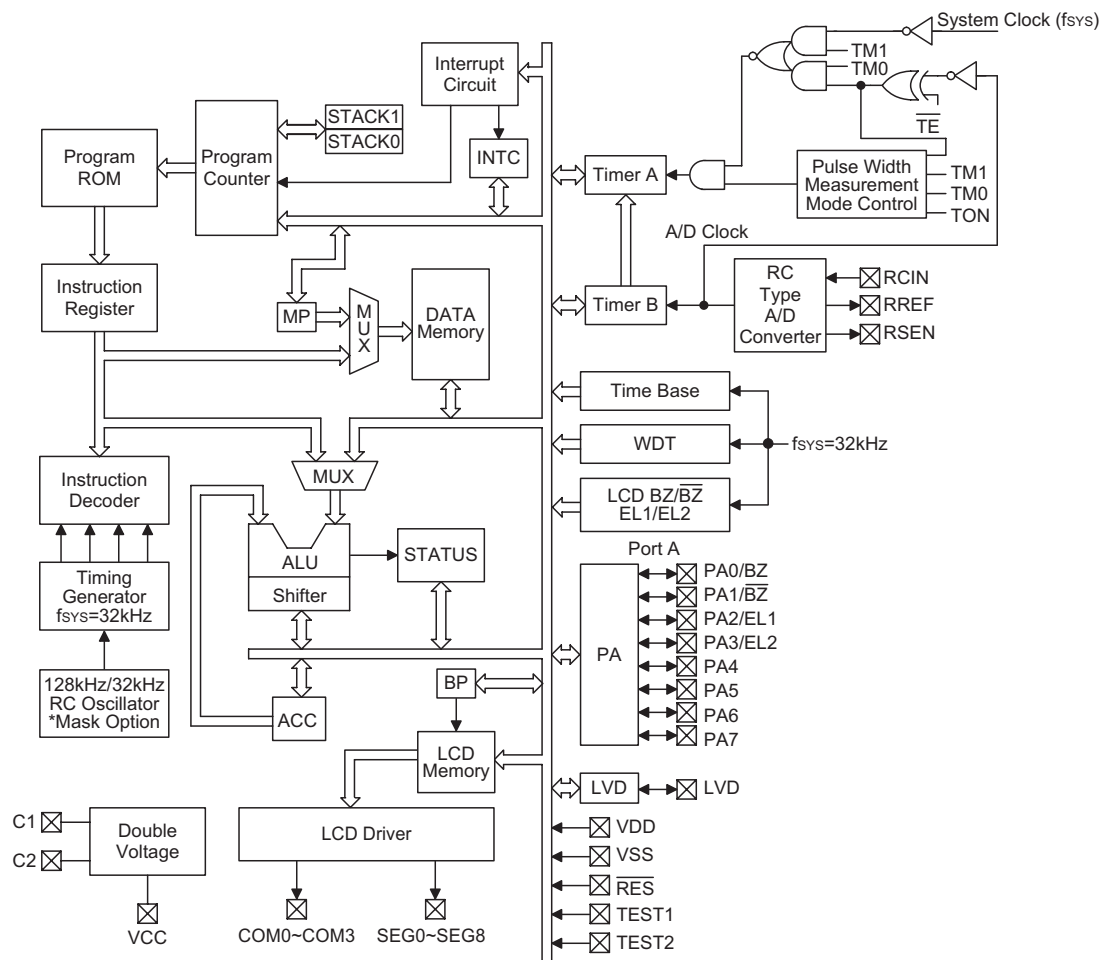 System Clock (fSYS)
TM1
TM0
TE
Interrupt
Circuit
STACK1
STACK0
INTC
Program
ROM
Program
Counter
Timer A
Pulse Width
Measurement
Mode Control
TM1
TM0
TON
A/D Clock
Instruction
Register
MP
MUX
DATA
Memory
Timer B
RC
Type
A/D
Converter
RCIN
RREF
RSEN
Time Base
WDT
fSYS=32kHz
LCD BZ/B̅Z̅
EL1/EL2
Instruction
Decoder
MUX
ALU
Shifter
STATUS
Timing
Generator
fSYS=32kHz
128kHz/32kHz
RC Oscillator
*Mask Option
ACC
BP
LCD
Memory
Port A
PA
PA0/BZ
PA1/B̅Z̅
PA2/EL1
PA3/EL2
PA4
PA5
PA6
PA7
LVD
LVD
VDD
VSS
R̅E̅S̅
TEST1
TEST2
C1
C2
Double
Voltage
VCC
LCD Driver
COM0~COM3
SEG0~SEG8